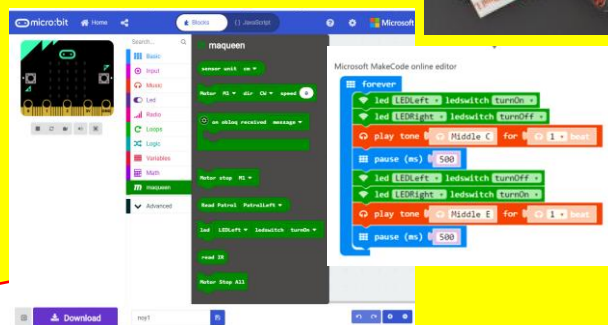 micro:bit
Home
Blocks
{} JavaScript
Microsoft
Search...
Basic
Input
Music
Led
Radio
Loops
Logic
Variables
Math
maqueen
Advanced
maqueen
sensor unit cm
Motor M1 dir CW speed 0
on obloq received message
Motor stop M1
Read Patrol PatrolLeft
led LEDLeft ledswitch turnOn
read IR
Motor Stop All
Download
Microsoft MakeCode online editor
forever
led LEDLeft ledswitch turnOn
led LEDRight ledswitch turnOff
play tone Middle C for 1 beat
pause (ms) 500
led LEDLeft ledswitch turnOff
led LEDRight ledswitch turnOn
play tone Middle E for 1 beat
pause (ms) 500